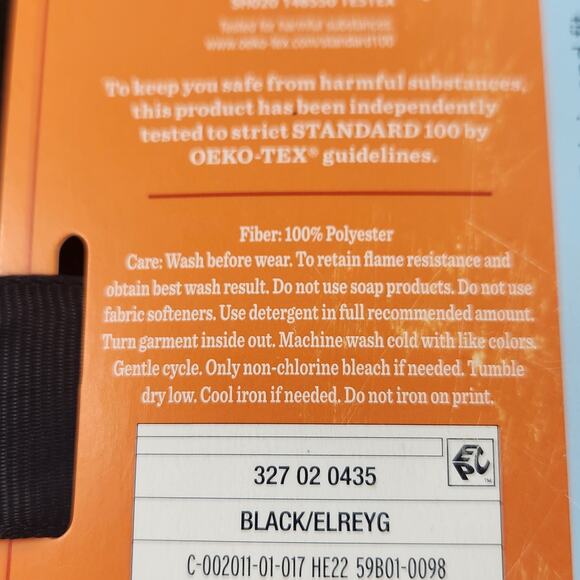 SH020 148550 TESTEX
Tested for harmful substances.
www.oeko-tex.com/standard100
To keep you safe from harmful substances,
this product has been independently
tested to strict STANDARD 100 by
OEKO-TEX® guidelines.
Fiber: 100% Polyester
Care: Wash before wear. To retain flame resistance and
obtain best wash result. Do not use soap products. Do not use
fabric softeners. Use detergent in full recommended amount.
Turn garment inside out. Machine wash cold with like colors.
Gentle cycle. Only non-chlorine bleach if needed. Tumble
dry low. Cool iron if needed. Do not iron on print.
EPC™
327 02 0435
BLACK/ELREYG
C-002011-01-017 HE22 59B01-0098